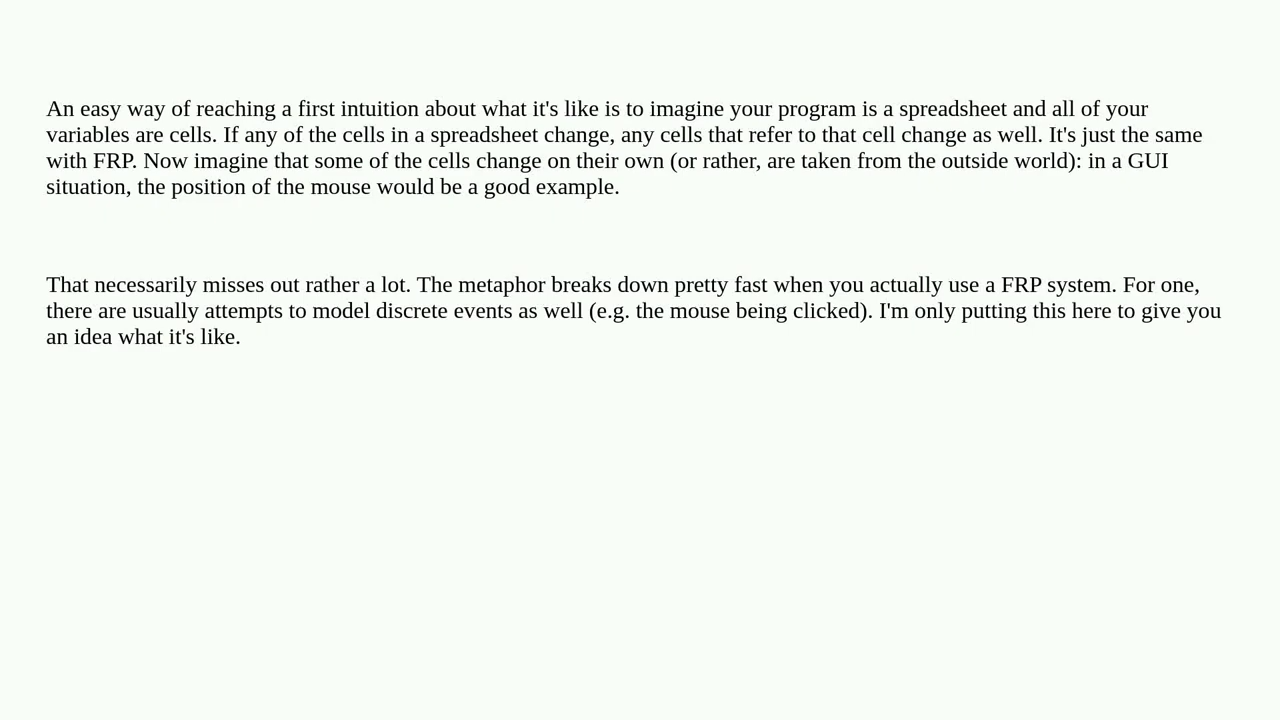 An easy way of reaching a first intuition about what it's like is to imagine your program is a spreadsheet and all of your
variables are cells. If any of the cells in a spreadsheet change, any cells that refer to that cell change as well. It's just the same
with FRP. Now imagine that some of the cells change on their own (or rather, are taken from the outside world): in a GUI
situation, the position of the mouse would be a good example.
That necessarily misses out rather a lot. The metaphor breaks down pretty fast when you actually use a FRP system. For one,
there are usually attempts to model discrete events as well (e.g. the mouse being clicked). I'm only putting this here to give you
an idea what it's like.